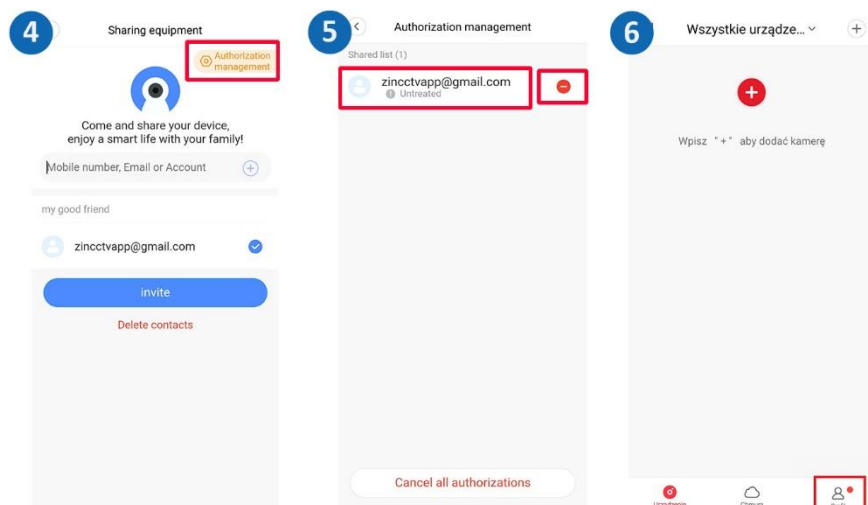 4
Sharing equipment
Authorization
management
Come and share your device,
enjoy a smart life with your family!
Mobile number, Email or Account
my good friend
zincctvapp@gmail.com
invite
Delete contacts
5
Authorization management
Shared list (1)
zincctvapp@gmail.com
Untreated
Cancel all authorizations
6
Wszystkie urządze...
Wpisz "+" aby dodać kamerę